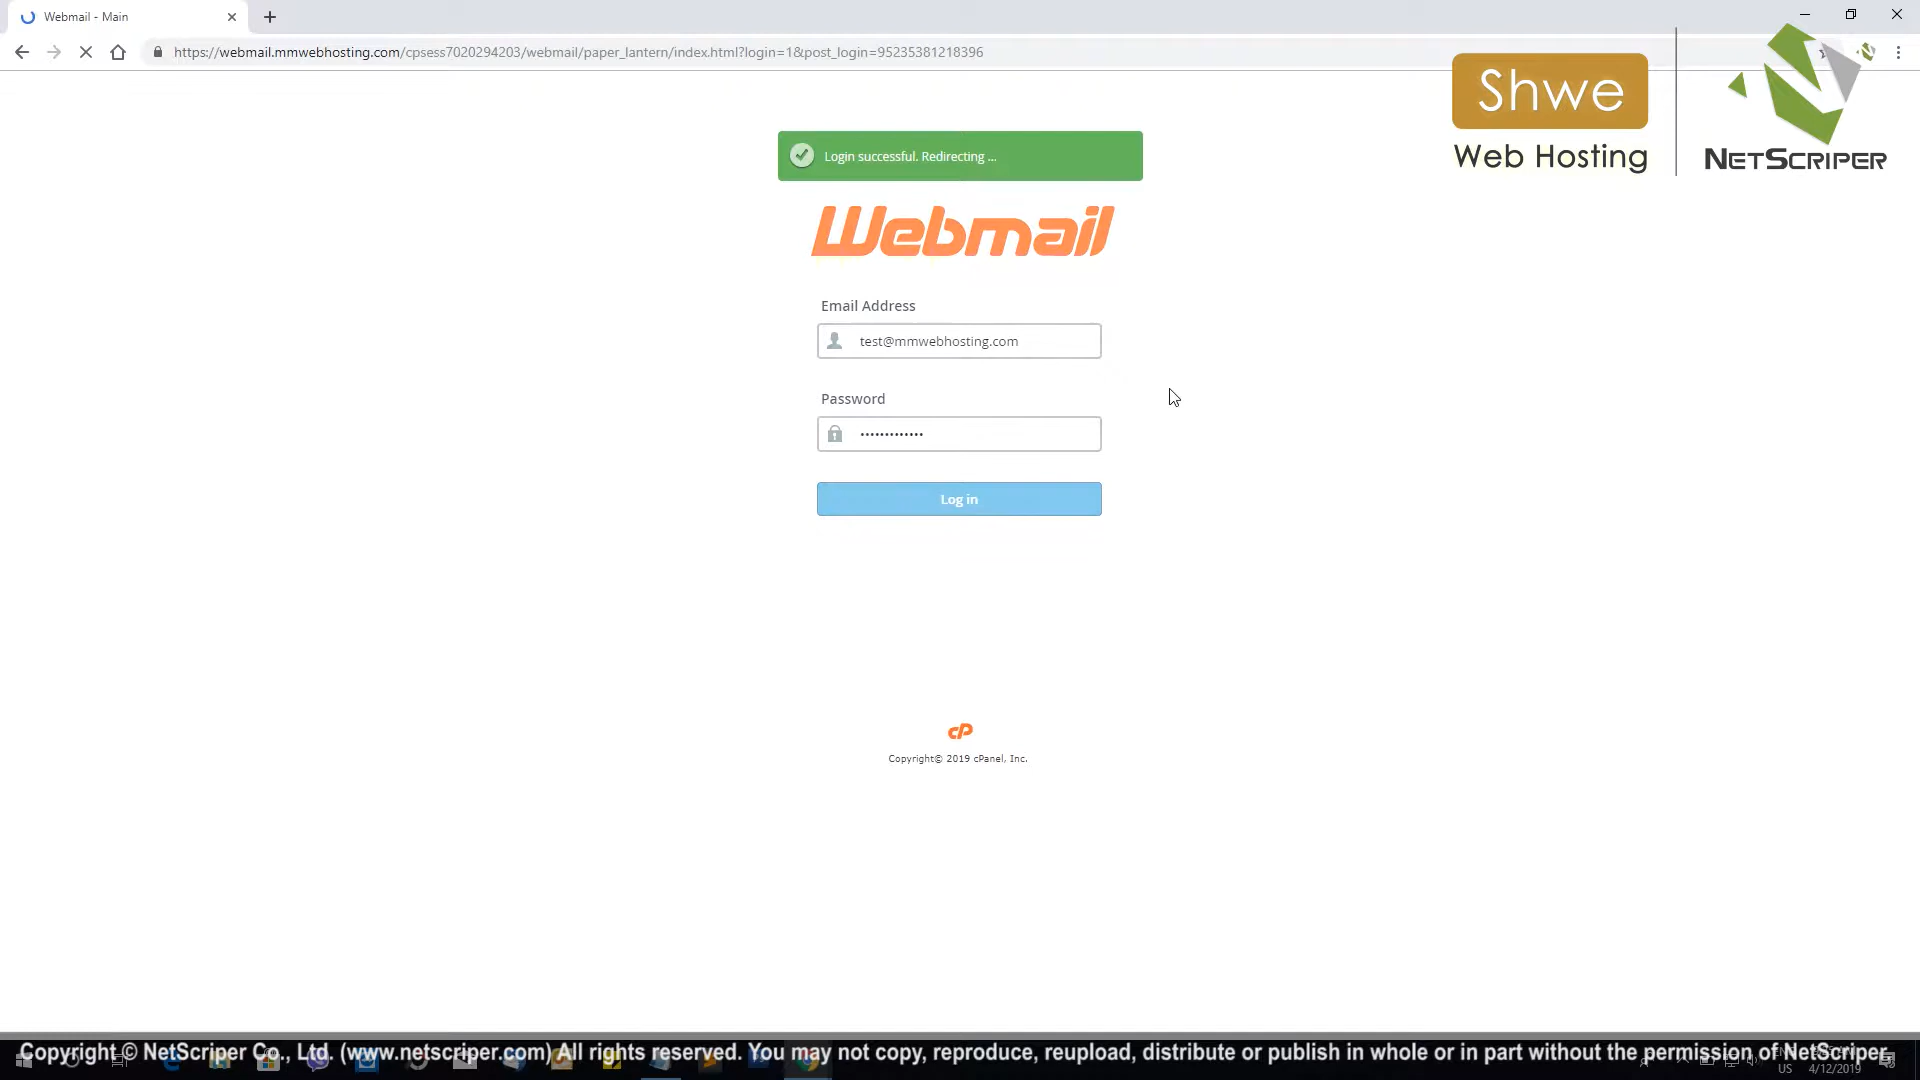 Webmail - Main
https://webmail.mmwebhosting.com/cpsess7020294203/webmail/paper_lantern/index.html?login=1&post_login=95235381218396
Shwe
Web Hosting
NETSCRIPER
Login successful. Redirecting ...
Webmail
Email Address
test@mmwebhosting.com
Password
•••••••••••••
Log in
cP
Copyright© 2019 cPanel, Inc.
Copyright © NetScriper Co., Ltd. (www.netscriper.com) All rights reserved. You may not copy, reproduce, reupload, distribute or publish in whole or in part without the permission of NetScriper.
US
4/12/2019